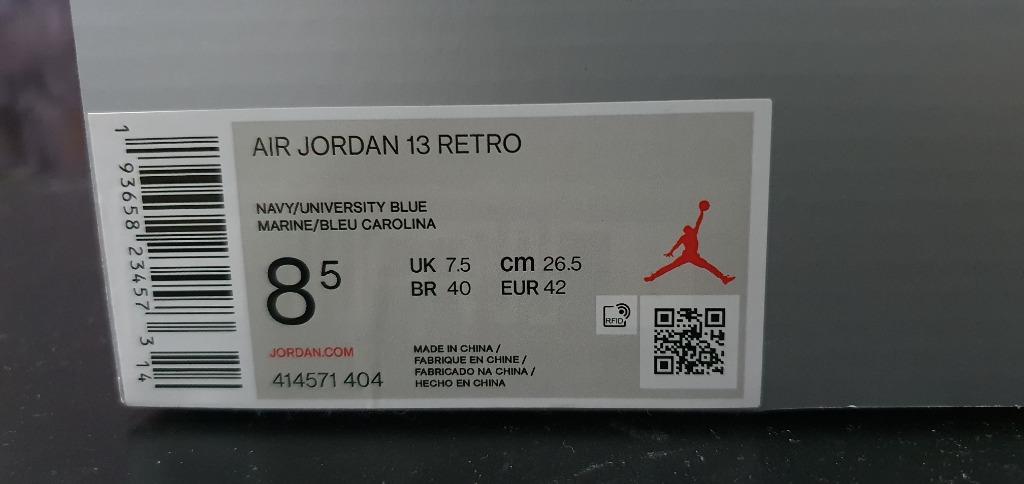 AIR JORDAN 13 RETRO
NAVY/UNIVERSITY BLUE
MARINE/BLEU CAROLINA
8 5
UK 7.5 cm 26.5
BR 40 EUR 42
RFID
JORDAN.COM
414571 404
MADE IN CHINA /
FABRIQUE EN CHINE /
FABRICADO NA CHINA /
HECHO EN CHINA
1 93658 23457 3 14